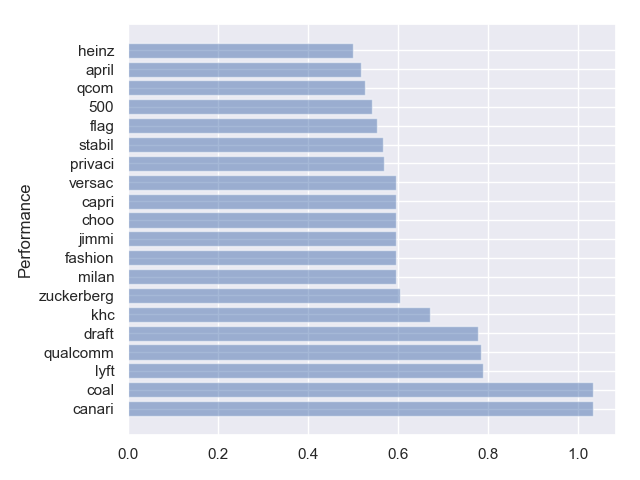 heinz
april
qcom
500
flag
stabil
privaci
versac
capri
choo
jimmi
fashion
milan
zuckerberg
khc
draft
qualcomm
lyft
coal
canari
Performance
0.0 0.2 0.4 0.6 0.8 1.0